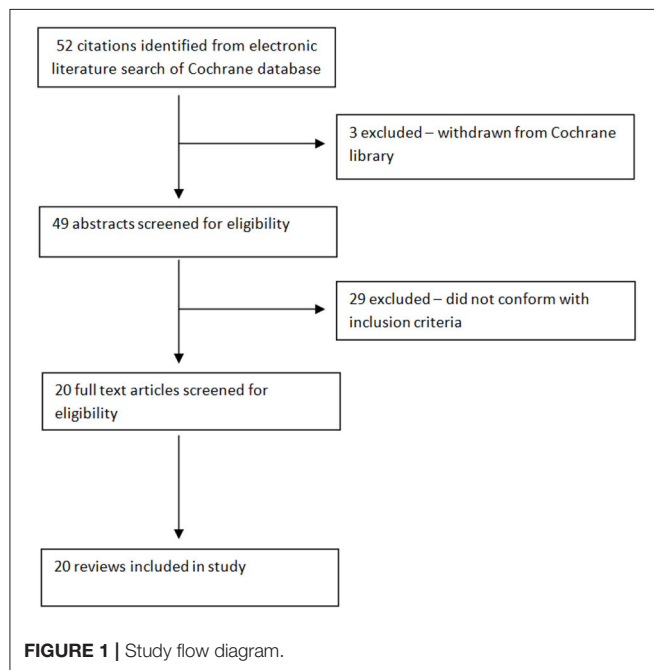 52 citations identified from electronic
literature search of Cochrane database
3 excluded – withdrawn from Cochrane
library
49 abstracts screened for eligibility
29 excluded – did not conform with
inclusion criteria
20 full text articles screened for
eligibility
20 reviews included in study
FIGURE 1 | Study flow diagram.